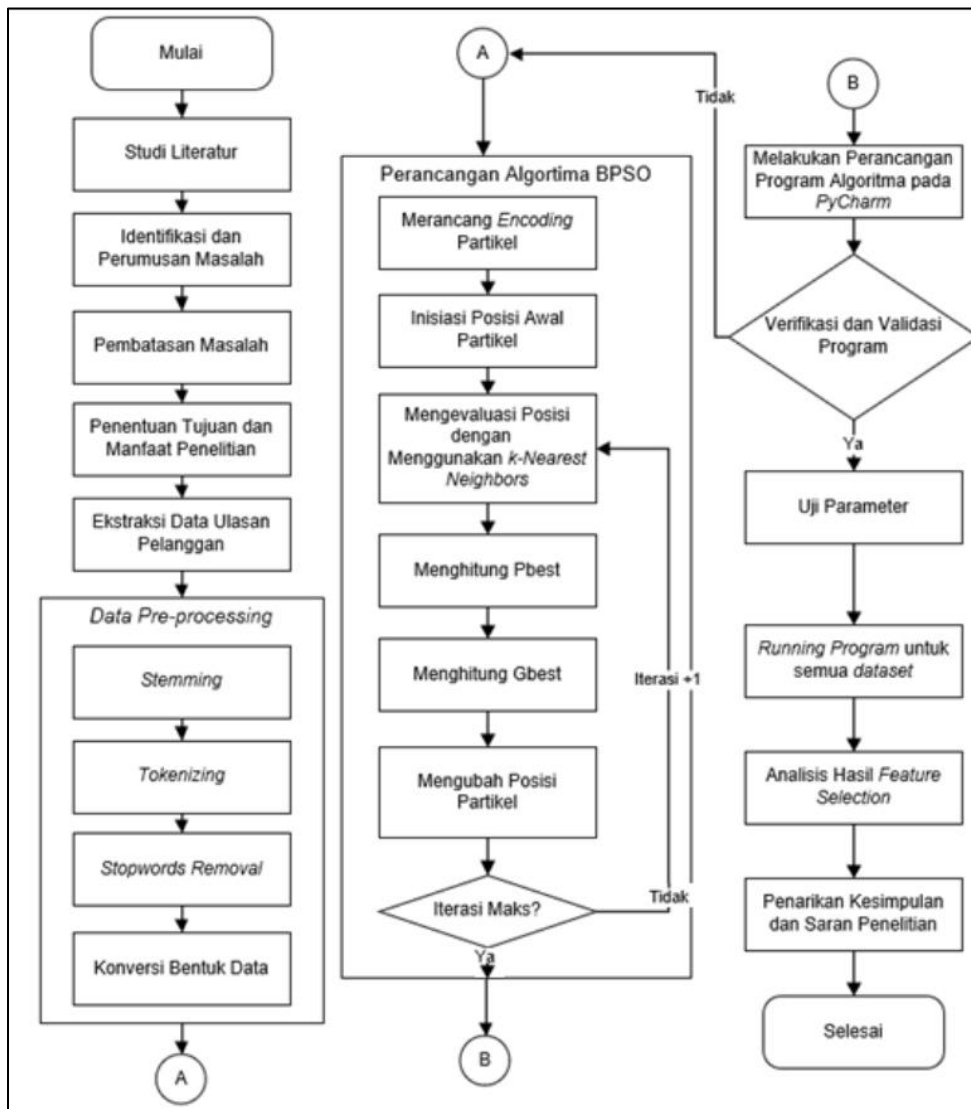 Mulai
Studi Literatur
Identifikasi dan
Perumusan Masalah
Pembatasan Masalah
Penentuan Tujuan dan
Manfaat Penelitian
Ekstraksi Data Ulasan
Pelanggan
Data Pre-processing
Stemming
Tokenizing
Stopwords Removal
Konversi Bentuk Data
A
A
Perancangan Algortima BPSO
Merancang Encoding
Partikel
Inisiasi Posisi Awal
Partikel
Mengevaluasi Posisi
dengan
Menggunakan k-Nearest
Neighbors
Menghitung Pbest
Menghitung Gbest
Iterasi +1
Mengubah Posisi
Partikel
Iterasi Maks?
Tidak
Ya
B
B
Tidak
Melakukan Perancangan
Program Algoritma pada
PyCharm
Verifikasi dan Validasi
Program
Ya
Uji Parameter
Running Program untuk
semua dataset
Analisis Hasil Feature
Selection
Penarikan Kesimpulan
dan Saran Penelitian
Selesai